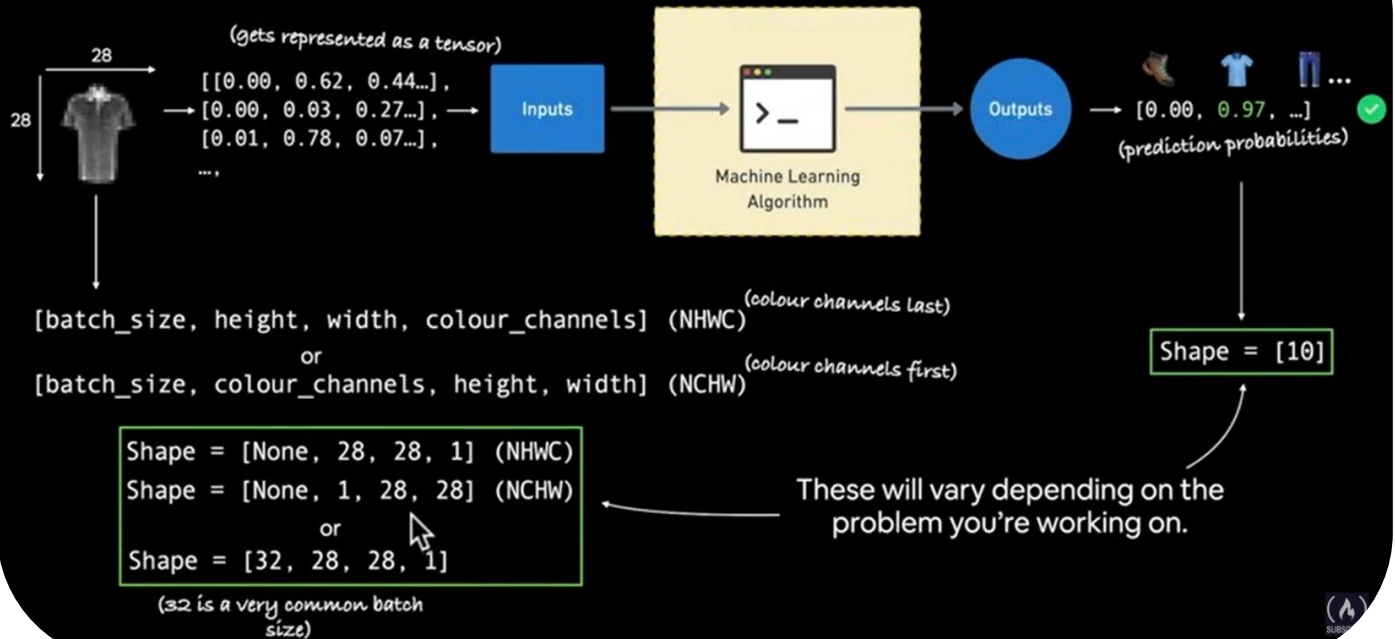 (gets represented as a tensor)
28
28
[[0.00, 0.62, 0.44…],
[0.00, 0.03, 0.27…],
[0.01, 0.78, 0.07…],
…,
Inputs
Machine Learning
Algorithm
Outputs
...
[0.00, 0.97, …]
(prediction probabilities)
[batch_size, height, width, colour_channels] (NHWC)
(colour channels last)
or
[batch_size, colour_channels, height, width] (NCHW)
(colour channels first)
Shape = [10]
Shape = [None, 28, 28, 1] (NHWC)
Shape = [None, 1, 28, 28] (NCHW)
or
Shape = [32, 28, 28, 1]
(32 is a very common batch
size)
These will vary depending on the
problem you're working on.